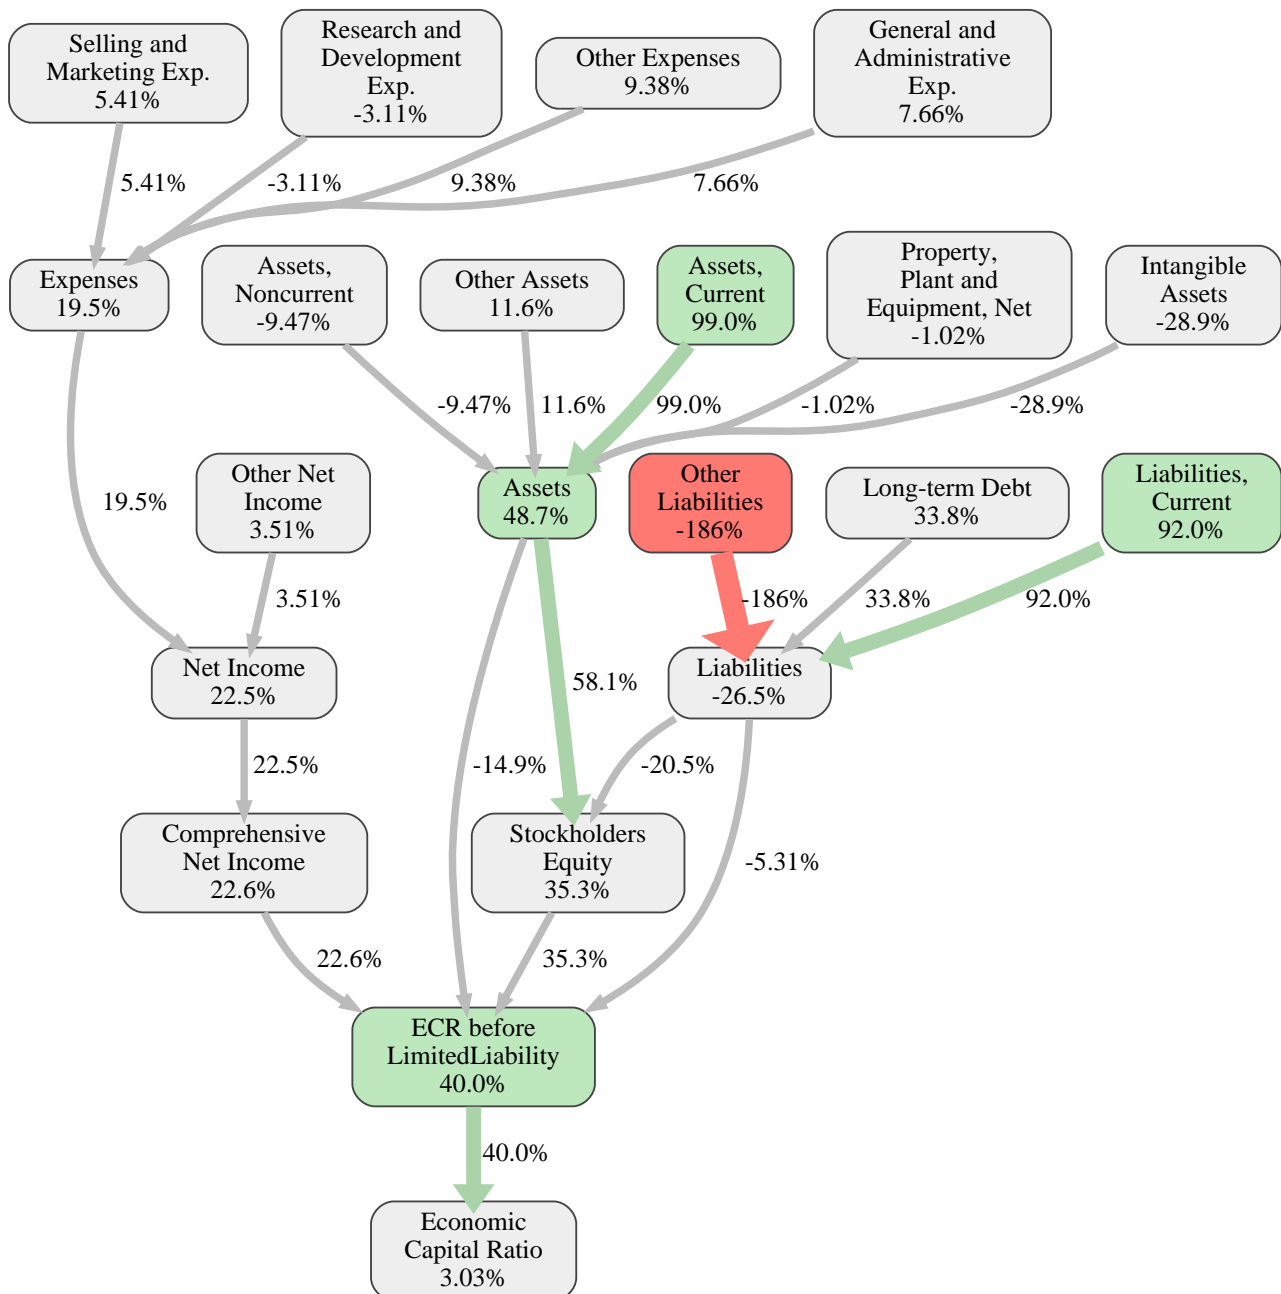 Selling and
Marketing Exp.
5.41%
Research and
Development
Exp.
-3.11%
Other Expenses
9.38%
General and
Administrative
Exp.
7.66%
5.41%
-3.11%
9.38%
7.66%
Expenses
19.5%
Assets,
Noncurrent
-9.47%
Other Assets
11.6%
Assets,
Current
99.0%
Property,
Plant and
Equipment, Net
-1.02%
Intangible
Assets
-28.9%
-9.47%
11.6%
99.0%
-1.02%
-28.9%
19.5%
Other Net
Income
3.51%
Assets
48.7%
Other
Liabilities
-186%
Long-term Debt
33.8%
Liabilities,
Current
92.0%
3.51%
-186%
33.8%
92.0%
Net Income
22.5%
58.1%
Liabilities
-26.5%
22.5%
-14.9%
-20.5%
Comprehensive
Net Income
22.6%
Stockholders
Equity
35.3%
-5.31%
22.6%
35.3%
ECR before
LimitedLiability
40.0%
40.0%
Economic
Capital Ratio
3.03%